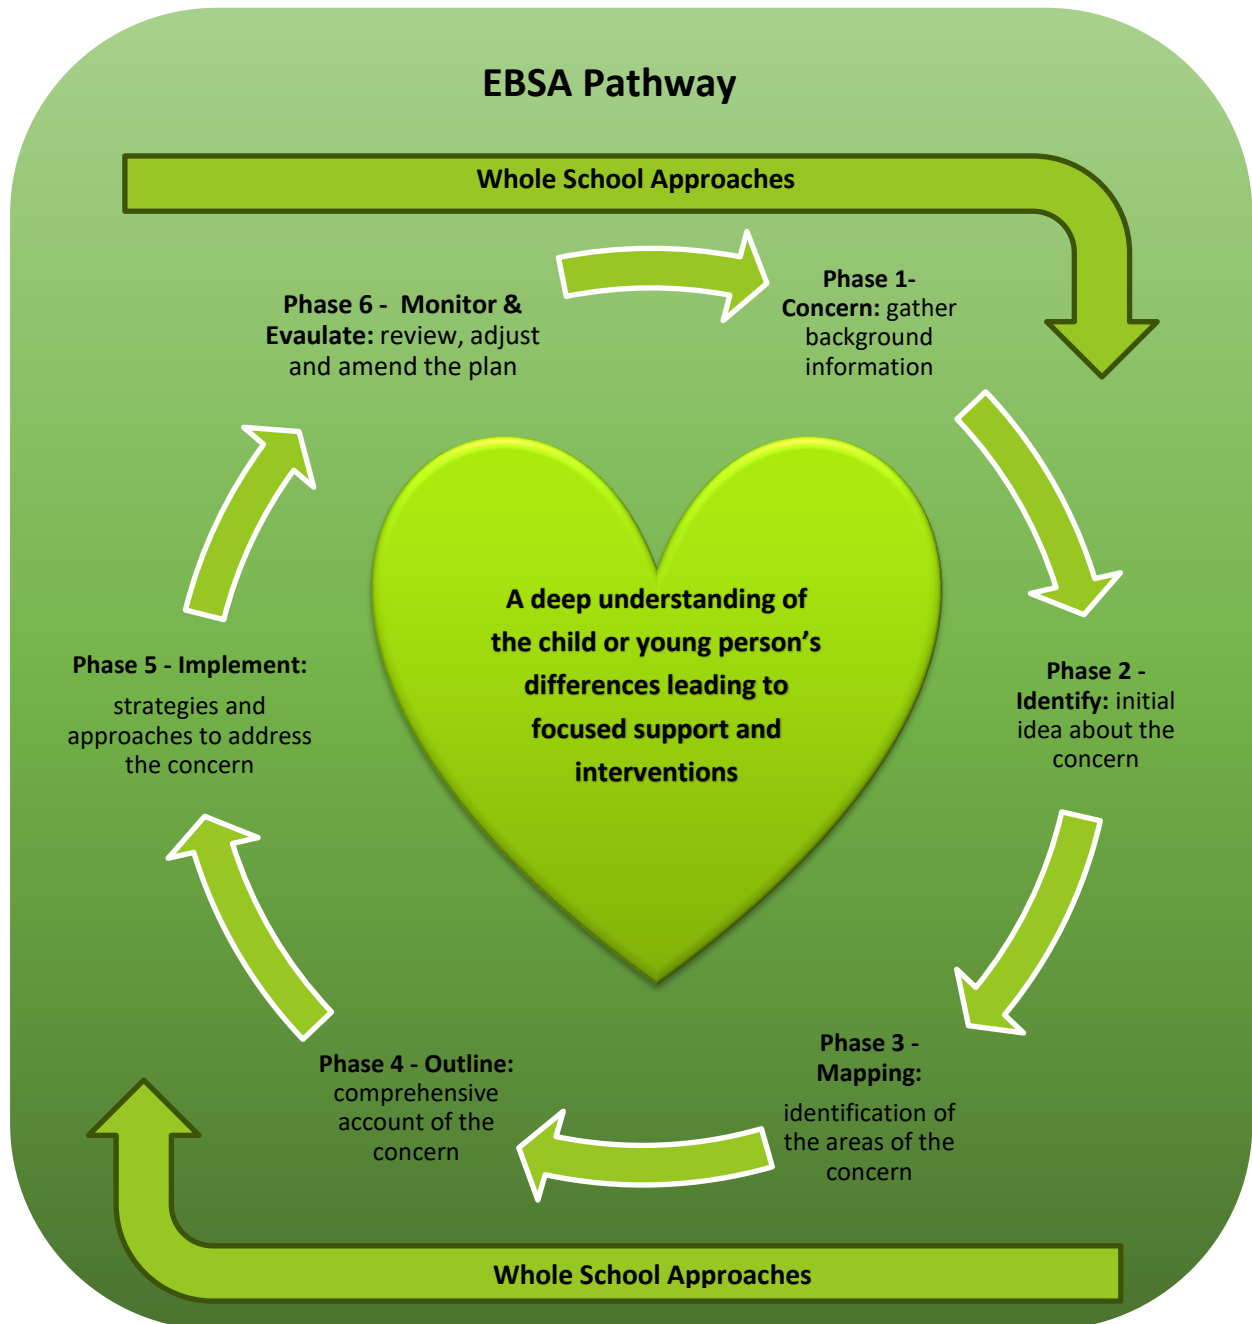 EBSA Pathway
Whole School Approaches
Phase 1-
Concern: gather
background
information
Phase 2 -
Identify: initial
idea about the
concern
Phase 3 -
Mapping:
identification of
the areas of the
concern
Phase 4 - Outline:
comprehensive
account of the
concern
Phase 5 - Implement:
strategies and
approaches to address
the concern
Phase 6 -  Monitor &
Evaulate: review, adjust
and amend the plan
A deep understanding of
the child or young person’s
differences leading to
focused support and
interventions
Whole School Approaches